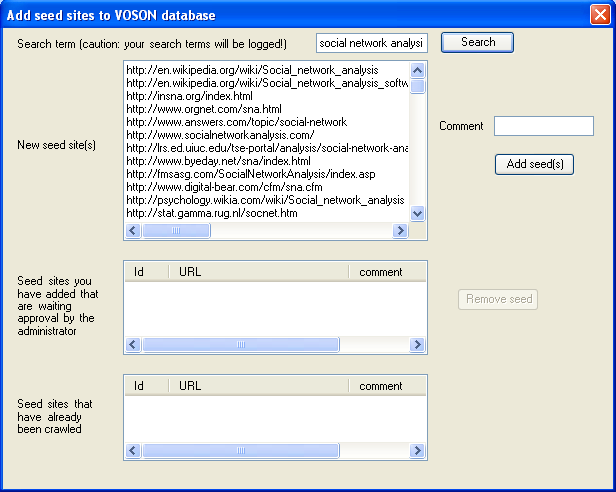 Add seed sites to VOSON database
Search term (caution: your search terms will be logged!)
social network analysi
Search
New seed site(s)
http://en.wikipedia.org/wiki/Social_network_analysis
http://en.wikipedia.org/wiki/Social_network_analysis_softw
http://insna.org/index.html
http://www.orgnet.com/sna.html
http://www.answers.com/topic/social-network
http://www.socialnetworkanalysis.com/
http://lrs.ed.uiuc.edu/tse-portal/analysis/social-network-ana
http://www.byeday.net/sna/index.html
http://fmsasg.com/SocialNetworkAnalysis/index.asp
http://www.digital-bear.com/cfm/sna.cfm
http://psychology.wikia.com/wiki/Social_network_analysis
http://stat.gamma.rug.nl/socnet.htm
Comment
Add seed(s)
Seed sites you
have added that
are waiting
approval by the
administrator
Id URL comment
Remove seed
Seed sites that
have already
been crawled
Id URL comment